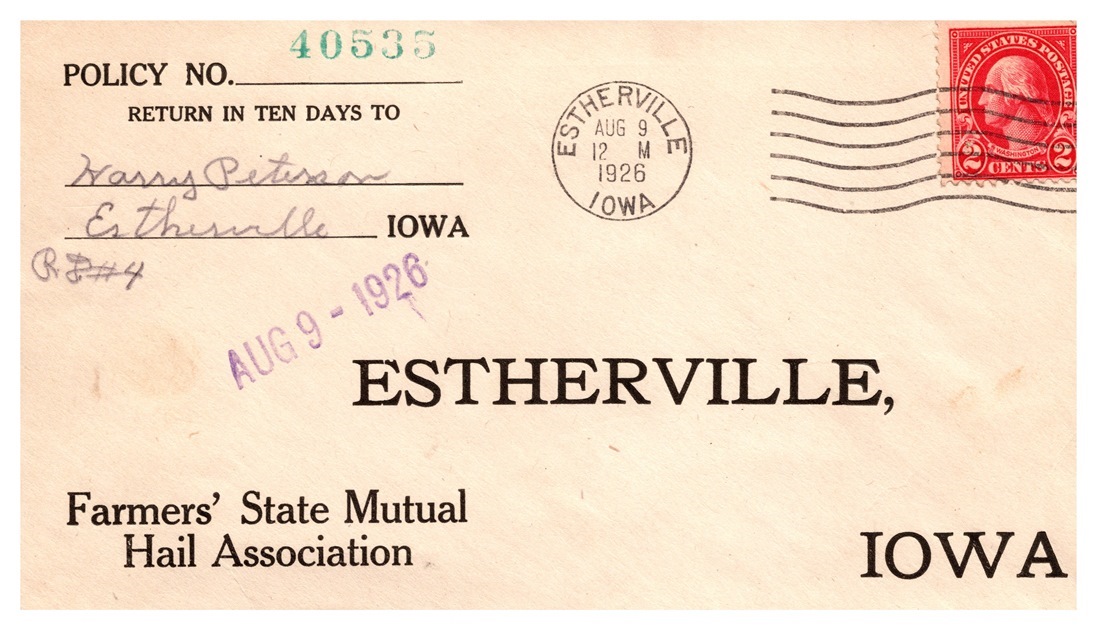 40535
POLICY NO.
RETURN IN TEN DAYS TO
Harry Peterson
Estherville IOWA
R.F.#4
AUG 9 - 1926
ESTHERVILLE
AUG 9
12 M
1926
IOWA
UNITED STATES POSTAGE
WASHINGTON
2 CENTS 2
ESTHERVILLE,
Farmers' State Mutual
Hail Association
IOWA